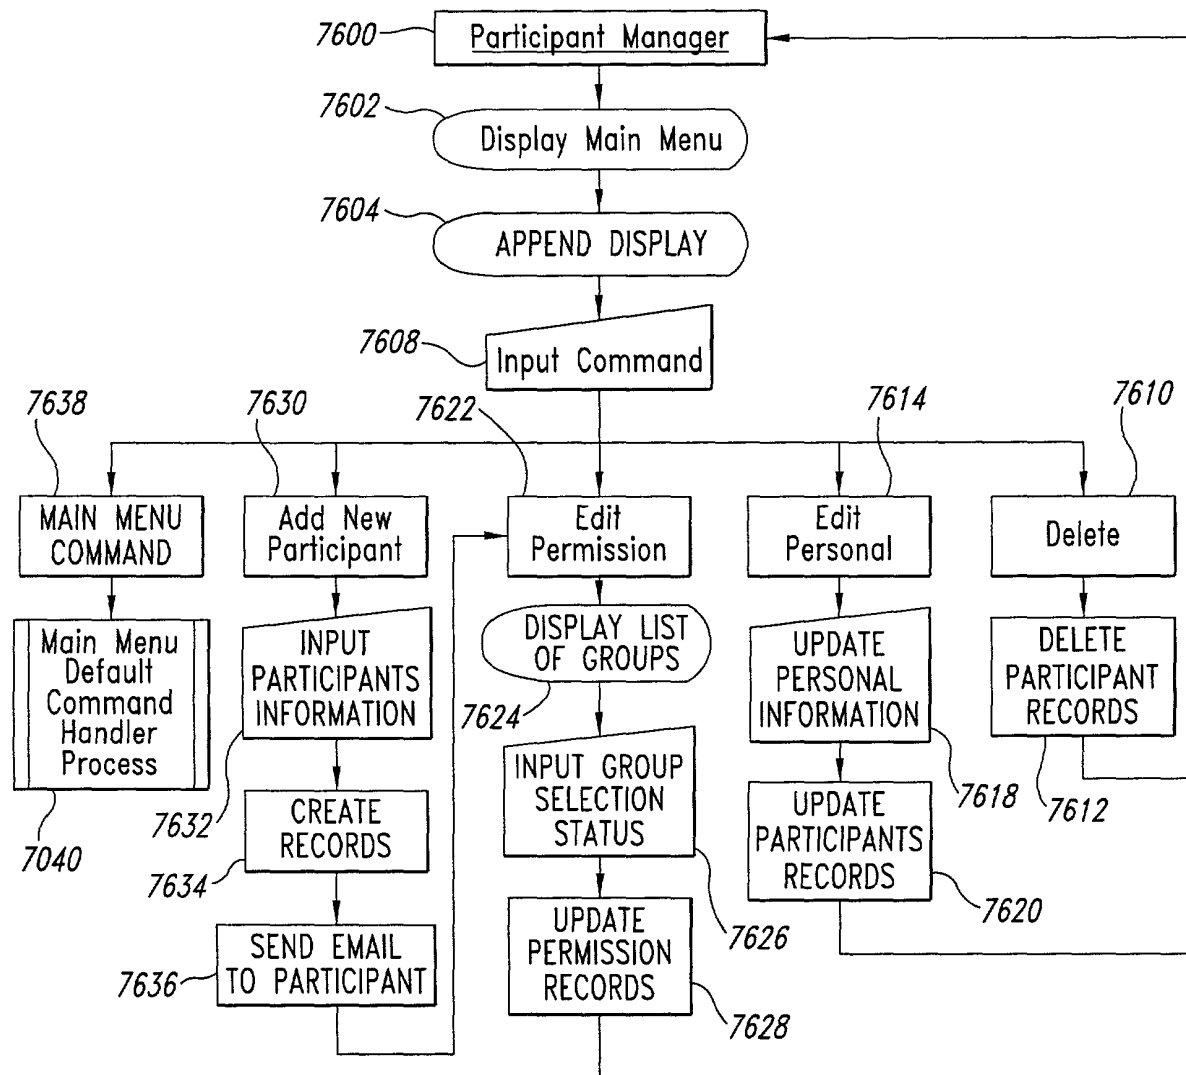 7600
Participant Manager
7602
Display Main Menu
7604
APPEND DISPLAY
7608
Input Command
7638
7630
7622
7614
7610
MAIN MENU
COMMAND
Add New
Participant
Edit
Permission
Edit
Personal
Delete
Main Menu
Default
Command
Handler
Process
7040
INPUT
PARTICIPANTS
INFORMATION
7632
DISPLAY LIST
OF GROUPS
7624
UPDATE
PERSONAL
INFORMATION
7618
DELETE
PARTICIPANT
RECORDS
7612
CREATE
RECORDS
7634
INPUT GROUP
SELECTION
STATUS
7626
UPDATE
PARTICIPANTS
RECORDS
7620
SEND EMAIL
TO PARTICIPANT
7636
UPDATE
PERMISSION
RECORDS
7628